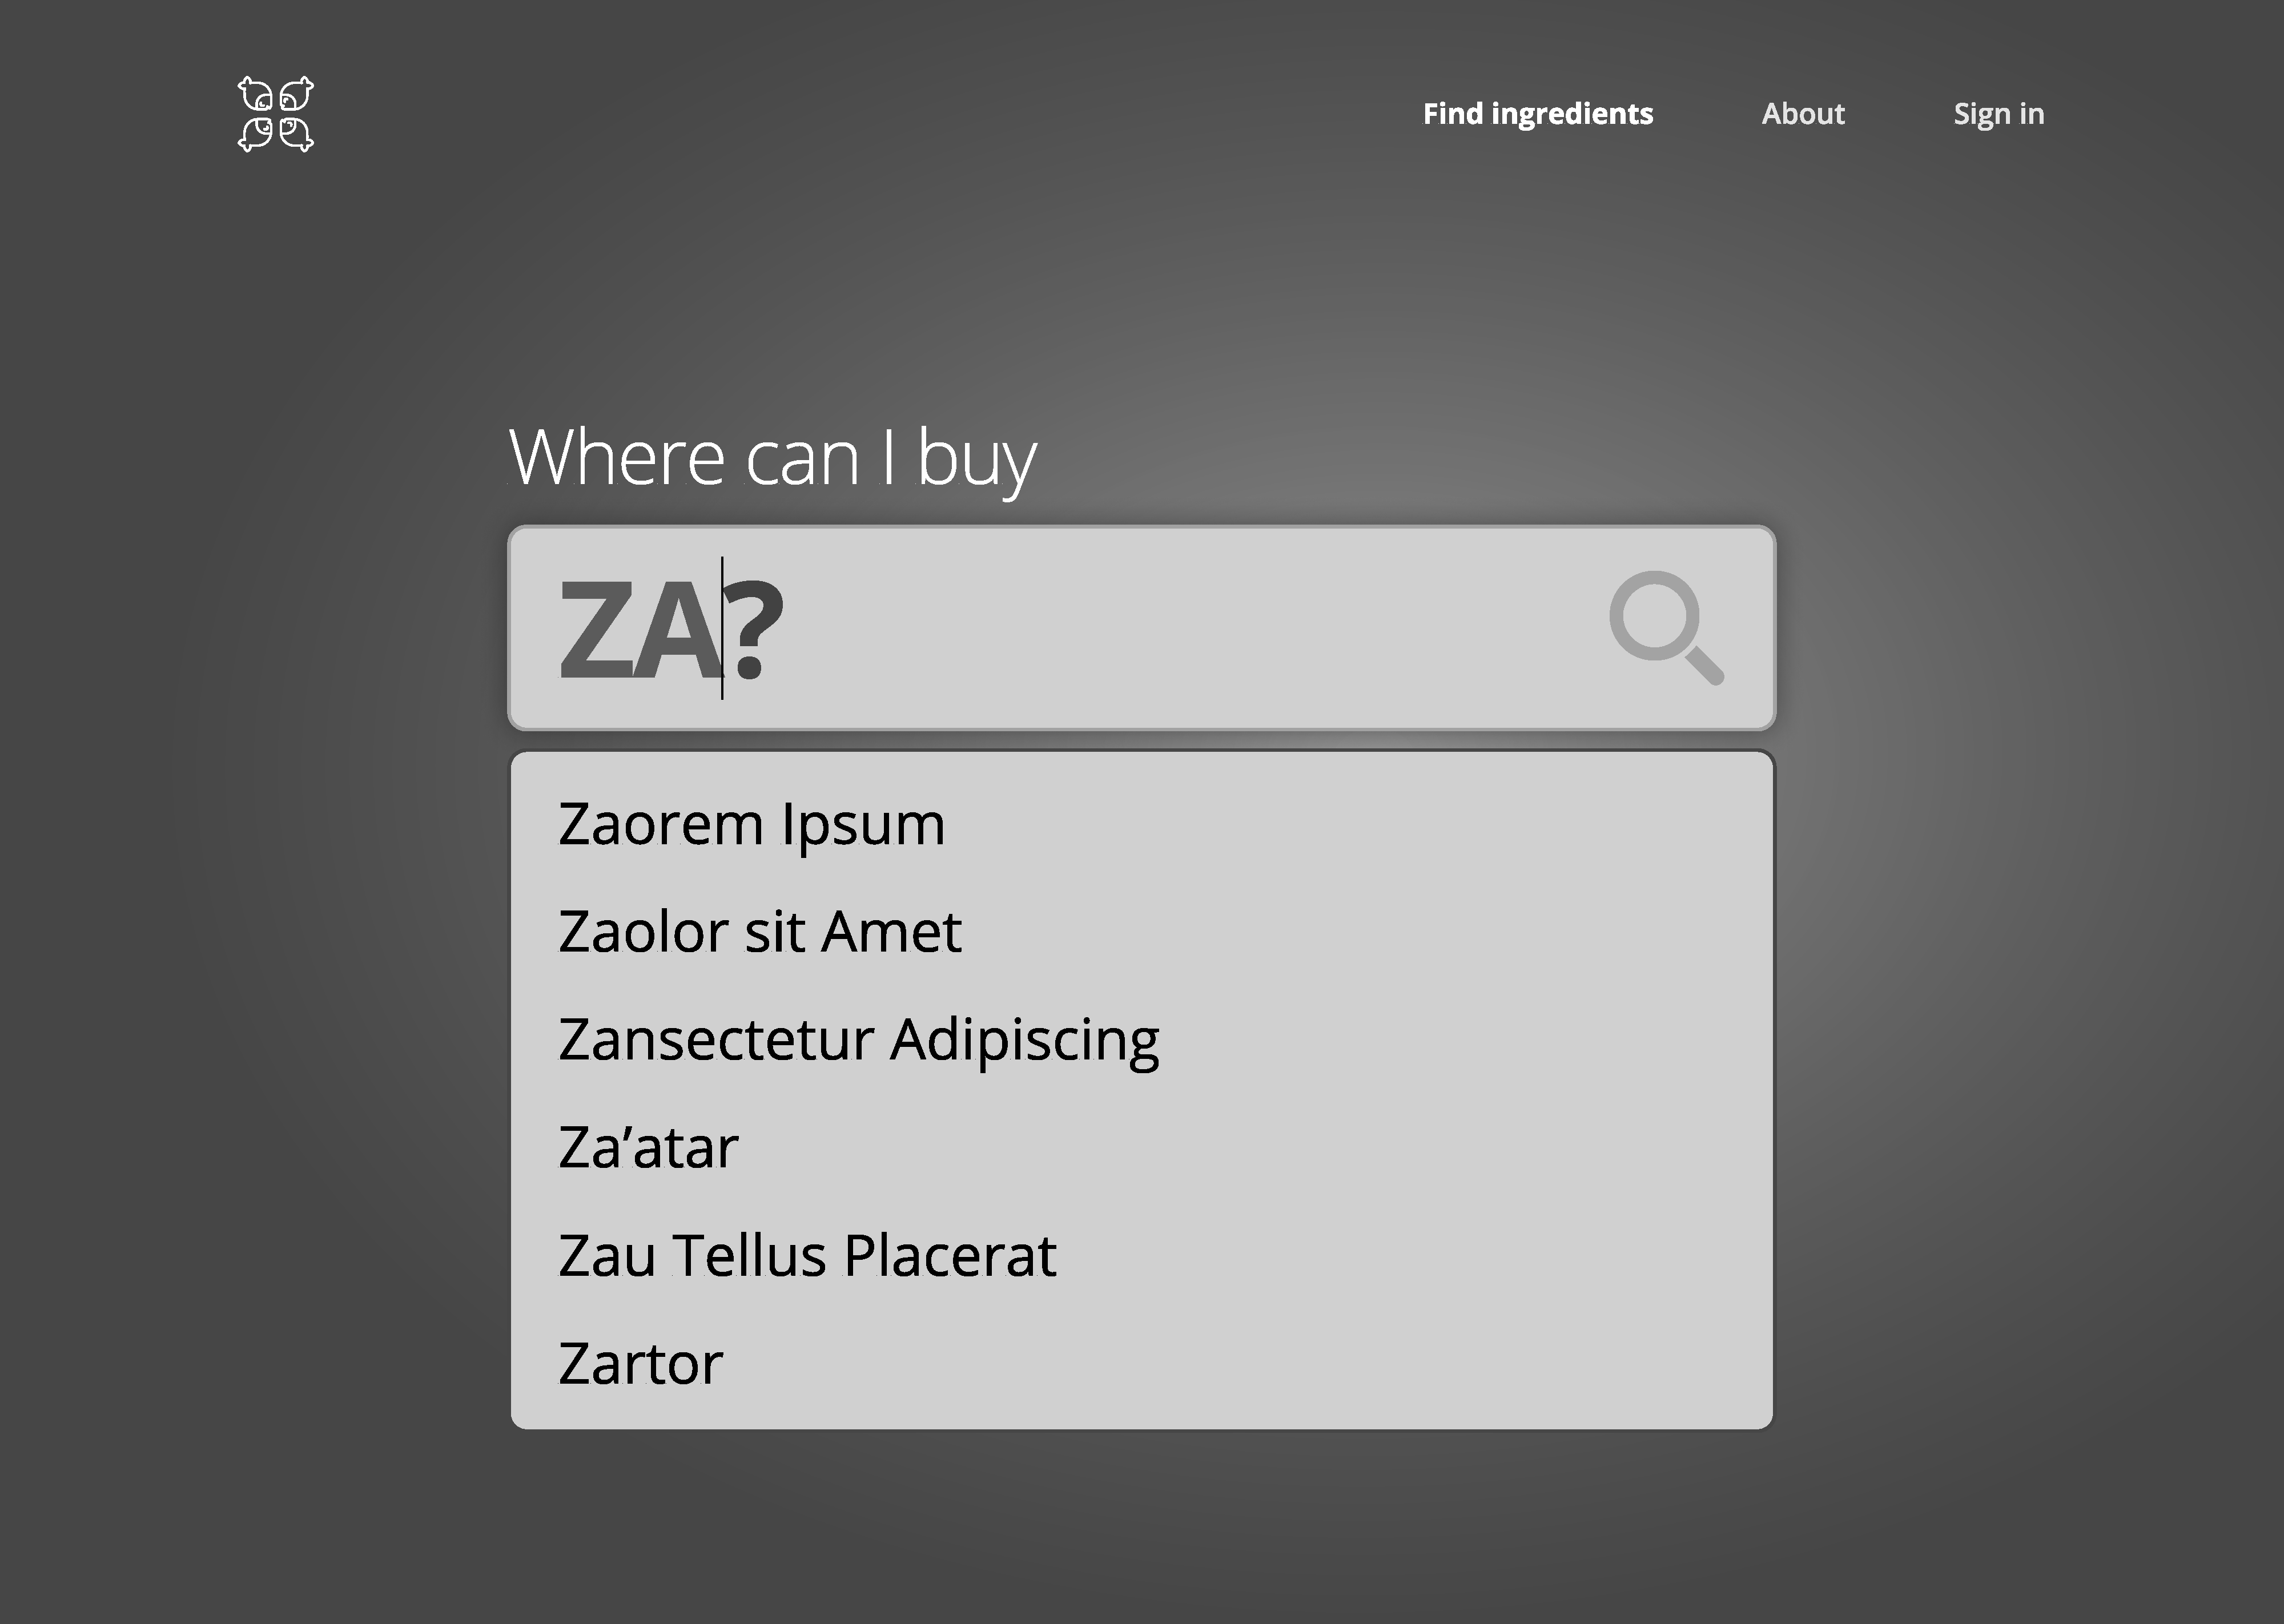 Find ingredients About Sign in
Where can I buy
ZA?
Zaorem Ipsum
Zaolor sit Amet
Zansectetur Adipiscing
Za’atar
Zau Tellus Placerat
Zartor